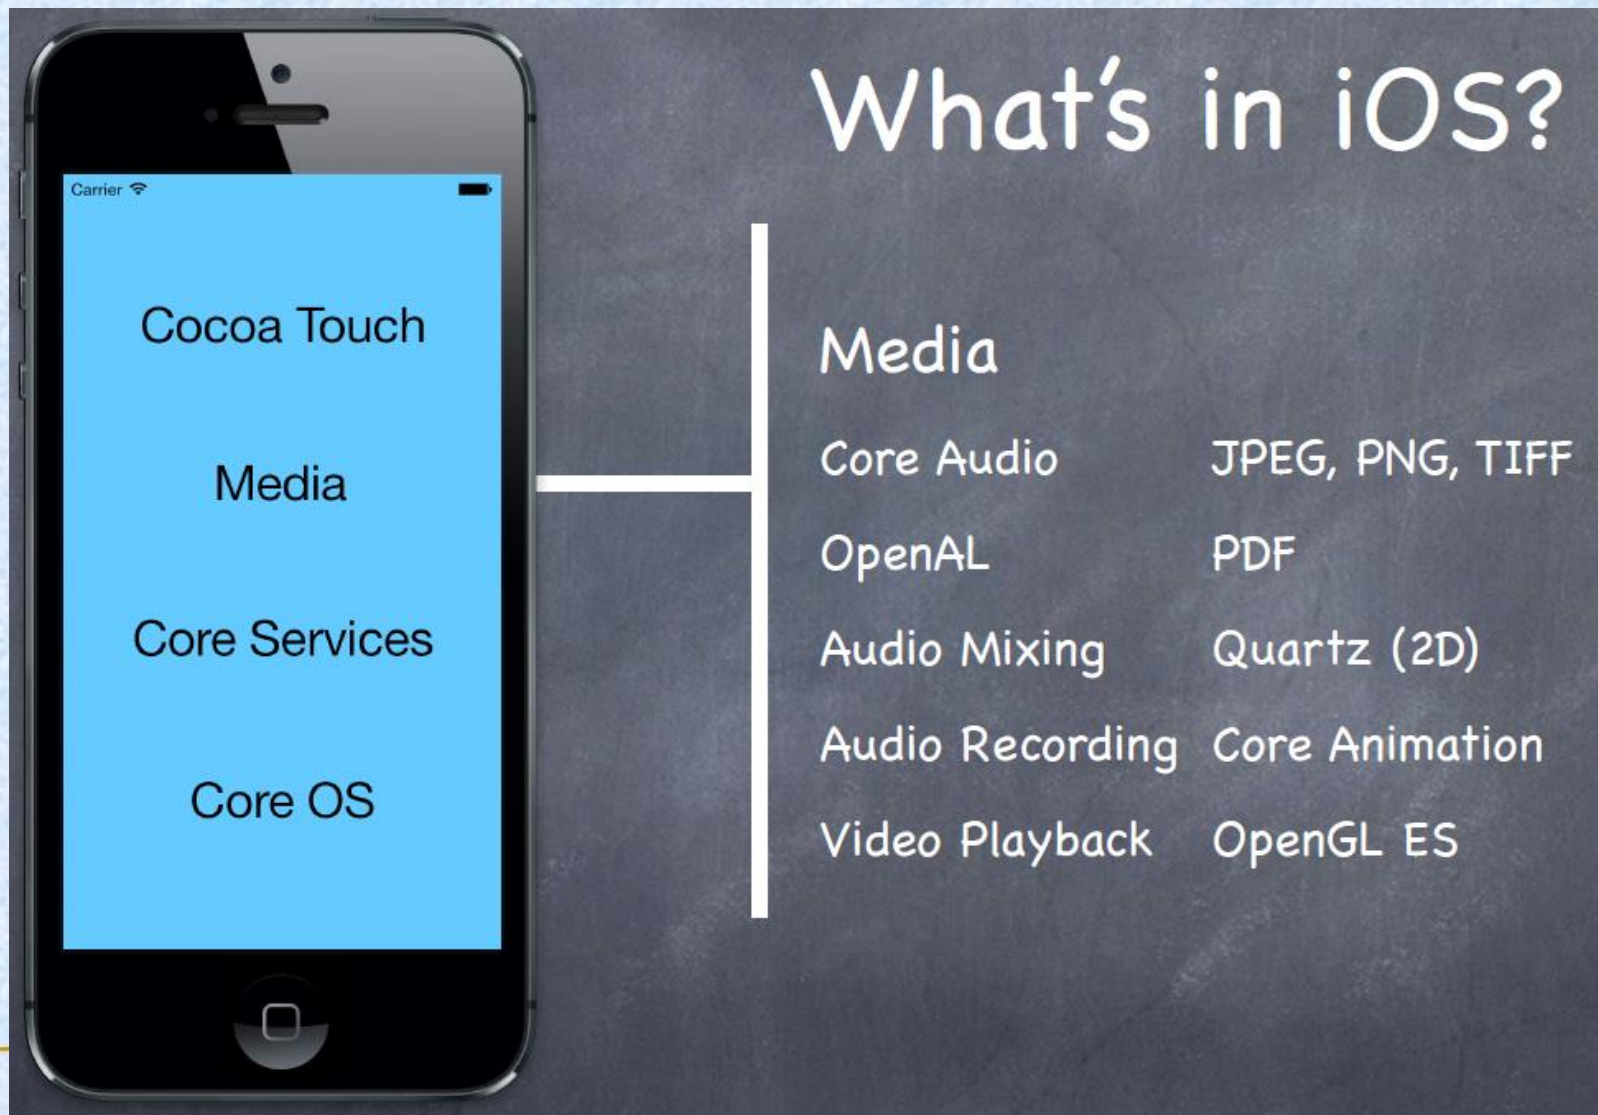 What's in iOS?
Carrier
Cocoa Touch
Media
Core Services
Core OS
Media
Core Audio JPEG, PNG, TIFF
OpenAL PDF
Audio Mixing Quartz (2D)
Audio Recording Core Animation
Video Playback OpenGL ES